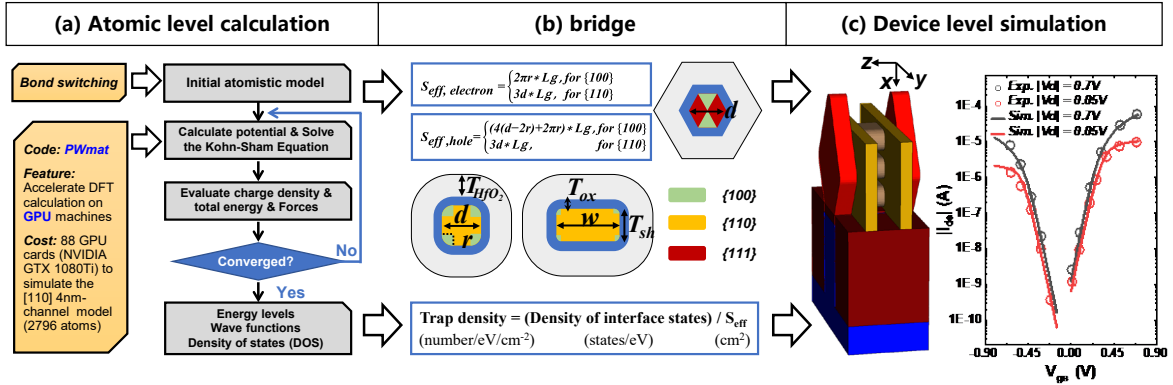 (a) Atomic level calculation
Bond switching
Initial atomistic model
Code: PWmat
Feature:
Accelerate DFT
calculation on
GPU machines
Cost: 88 GPU
cards (NVIDIA
GTX 1080Ti) to
simulate the
[110] 4nm-
channel model
(2796 atoms)
Calculate potential & Solve
the Kohn-Sham Equation
Evaluate charge density &
total energy & Forces
Converged?
No
Yes
Energy levels
Wave functions
Density of states (DOS)
(b) bridge
S_eff, electron = {2πr* Lg, for {100}
3d* Lg, for {110}
S_eff,hole = {(4(d−2r)+2πr)* Lg, for {100}
3d* Lg, for {110}
d
T_HfO2
d
r
T_ox
w
T_sh
{100}
{110}
{111}
Trap density = (Density of interface states) / S_eff
(number/eV/cm⁻²) (states/eV) (cm²)
(c) Device level simulation
z
x
y
Exp. |Vd| = 0.7V
Exp. |Vd| = 0.05V
Sim. |Vd| = 0.7V
Sim. |Vd| = 0.05V
1E-4
1E-5
1E-6
1E-7
1E-8
1E-9
1E-10
|I_ds| (A)
-0.90 -0.45 0.00 0.45 0.90
V_gs (V)